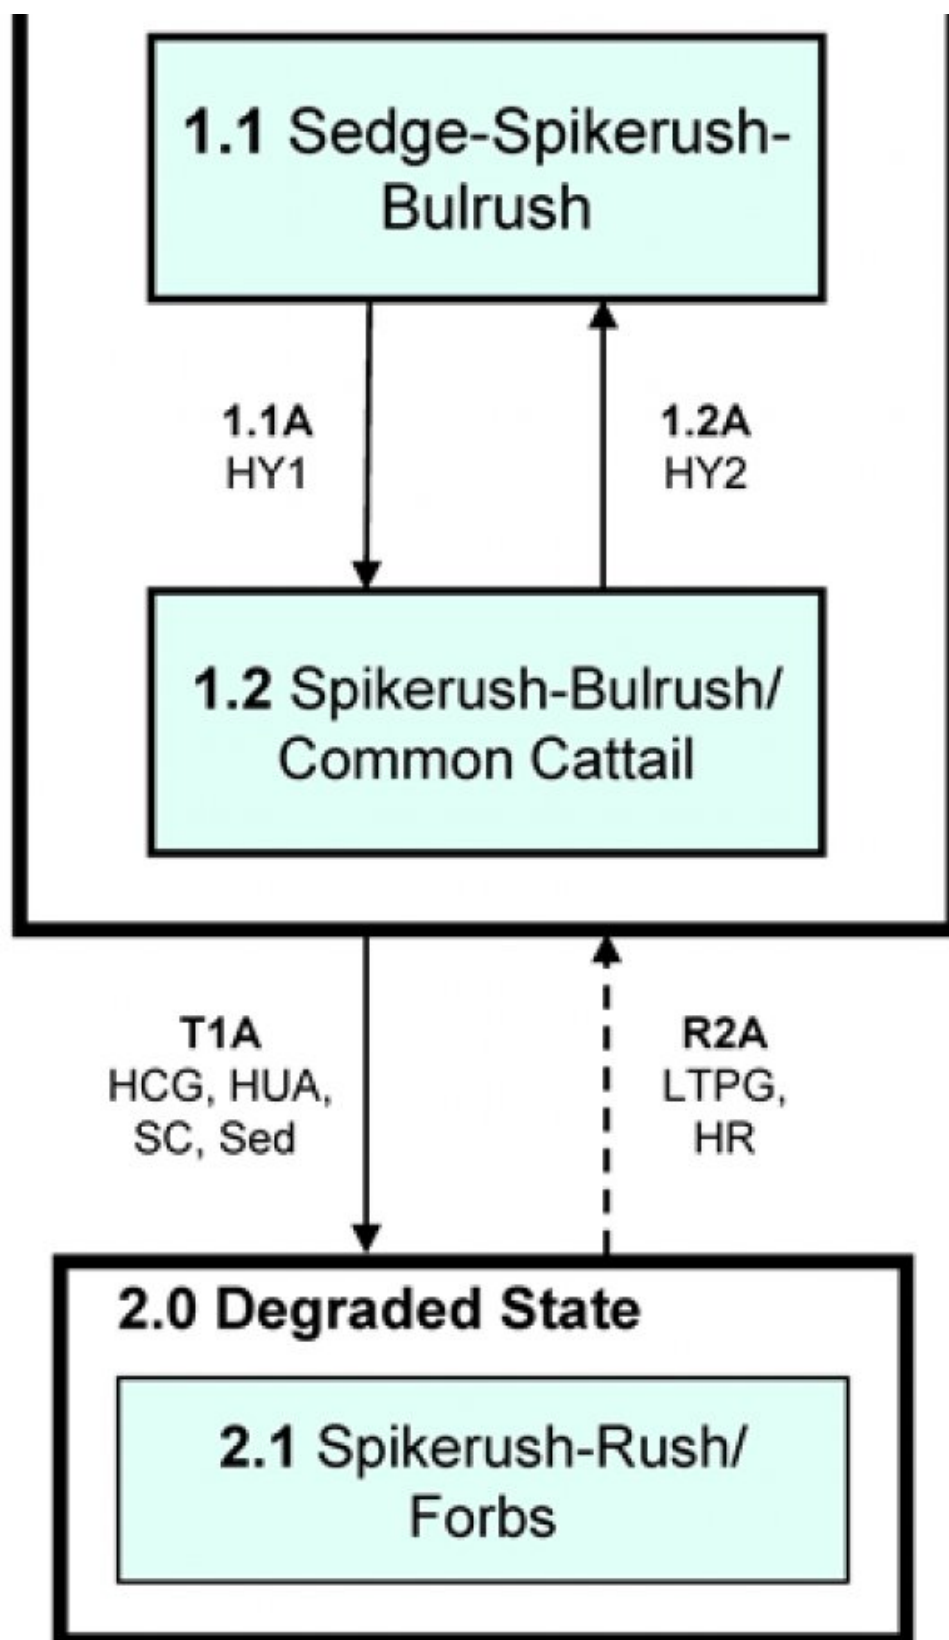 1.1 Sedge-Spikerush-
Bulrush
1.1A
HY1
1.2A
HY2
1.2 Spikerush-Bulrush/
Common Cattail
T1A
HCG, HUA,
SC, Sed
R2A
LTPG,
HR
2.0 Degraded State
2.1 Spikerush-Rush/
Forbs